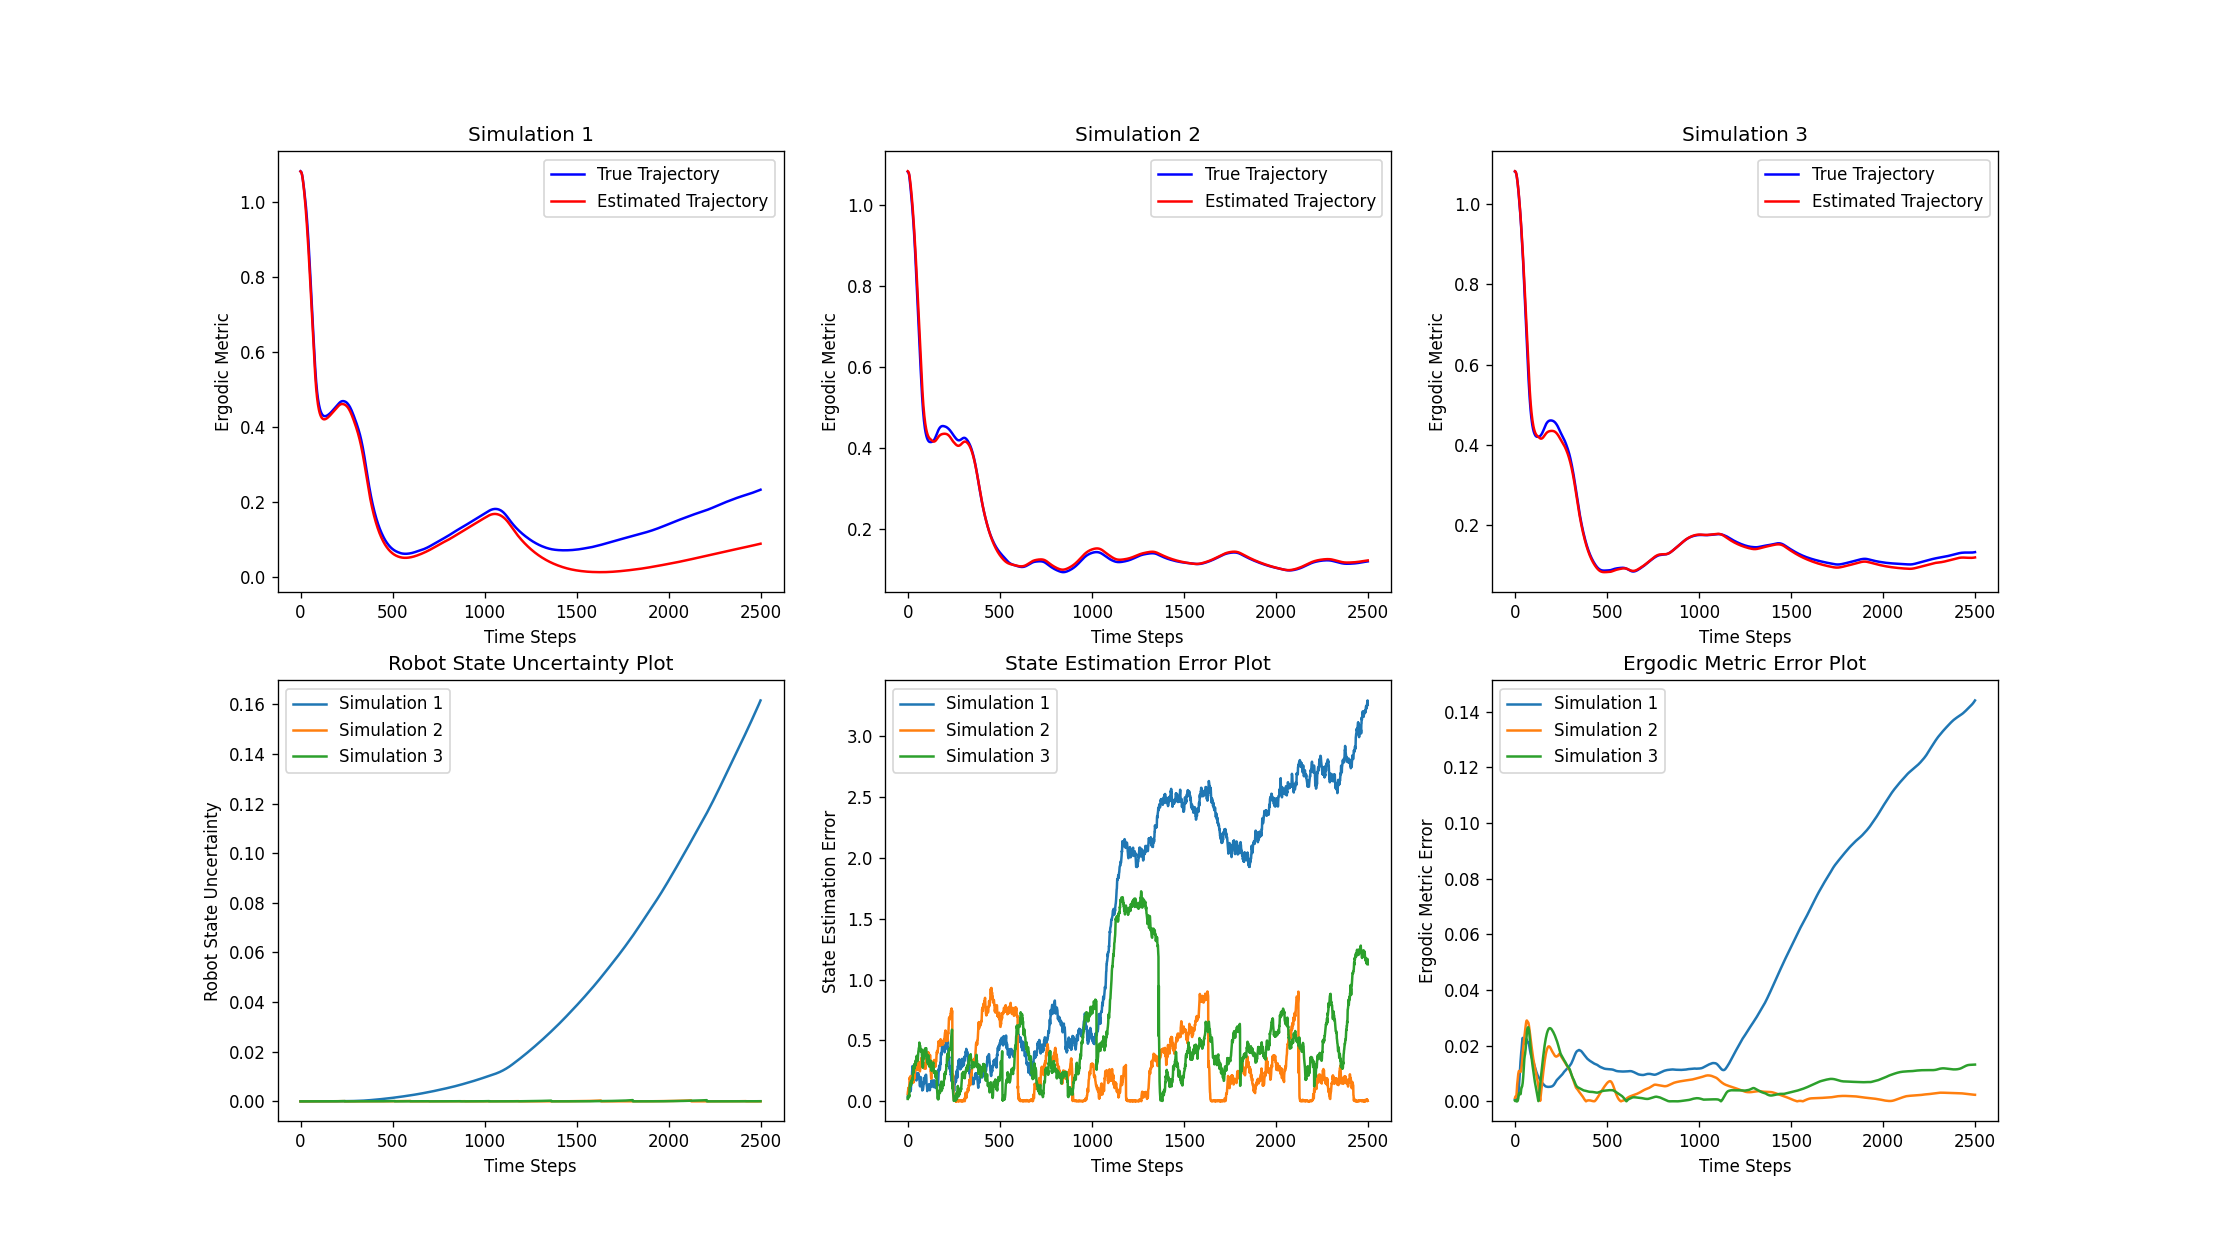 Simulation 1
True Trajectory
Estimated Trajectory
Ergodic Metric
1.0
0.8
0.6
0.4
0.2
0.0
0 500 1000 1500 2000 2500
Time Steps
Simulation 2
True Trajectory
Estimated Trajectory
Ergodic Metric
1.0
0.8
0.6
0.4
0.2
0 500 1000 1500 2000 2500
Time Steps
Simulation 3
True Trajectory
Estimated Trajectory
Ergodic Metric
1.0
0.8
0.6
0.4
0.2
0 500 1000 1500 2000 2500
Time Steps
Robot State Uncertainty Plot
Simulation 1
Simulation 2
Simulation 3
Robot State Uncertainty
0.16
0.14
0.12
0.10
0.08
0.06
0.04
0.02
0.00
0 500 1000 1500 2000 2500
Time Steps
State Estimation Error Plot
Simulation 1
Simulation 2
Simulation 3
State Estimation Error
3.0
2.5
2.0
1.5
1.0
0.5
0.0
0 500 1000 1500 2000 2500
Time Steps
Ergodic Metric Error Plot
Simulation 1
Simulation 2
Simulation 3
Ergodic Metric Error
0.14
0.12
0.10
0.08
0.06
0.04
0.02
0.00
0 500 1000 1500 2000 2500
Time Steps